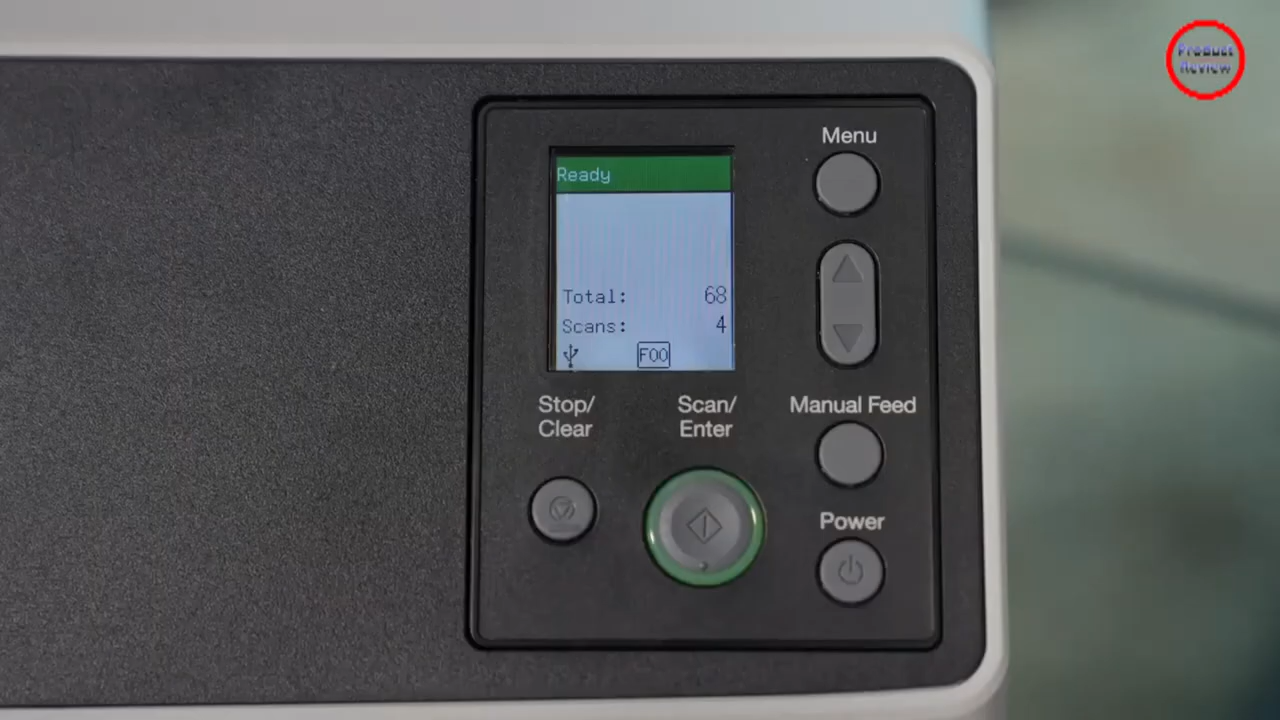 Product
Review
Menu
Ready
Total: 68
Scans: 4
F00
Stop/
Clear
Scan/
Enter
Manual Feed
Power